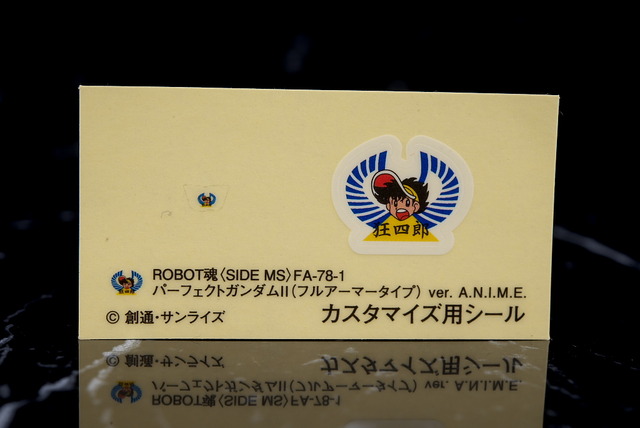 狂四郎
ROBOT魂〈SIDE MS〉FA-78-1
パーフェクトガンダムII（フルアーマータイプ） ver. A.N.I.M.E.
© 創通・サンライズ カスタマイズ用シール